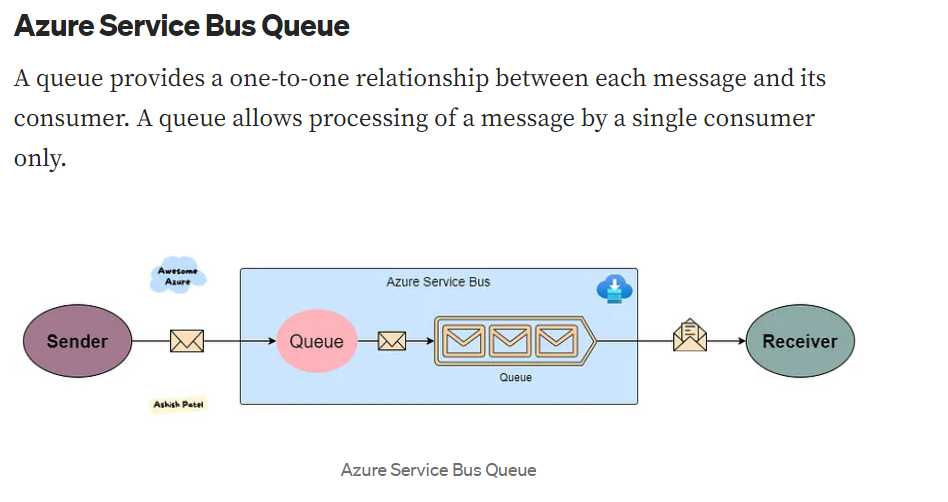 Azure Service Bus Queue
A queue provides a one-to-one relationship between each message and its
consumer. A queue allows processing of a message by a single consumer
only.
Awesome
Azure
Azure Service Bus
Sender
Queue
Receiver
Queue
Ashish Patel
Azure Service Bus Queue